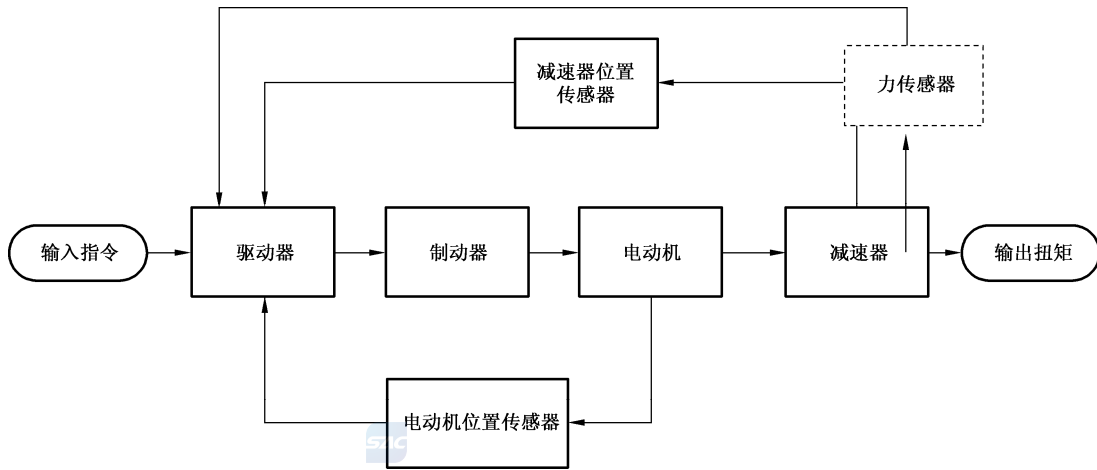 减速器位置
传感器
力传感器
输入指令
驱动器
制动器
电动机
减速器
输出扭矩
电动机位置传感器
SAC